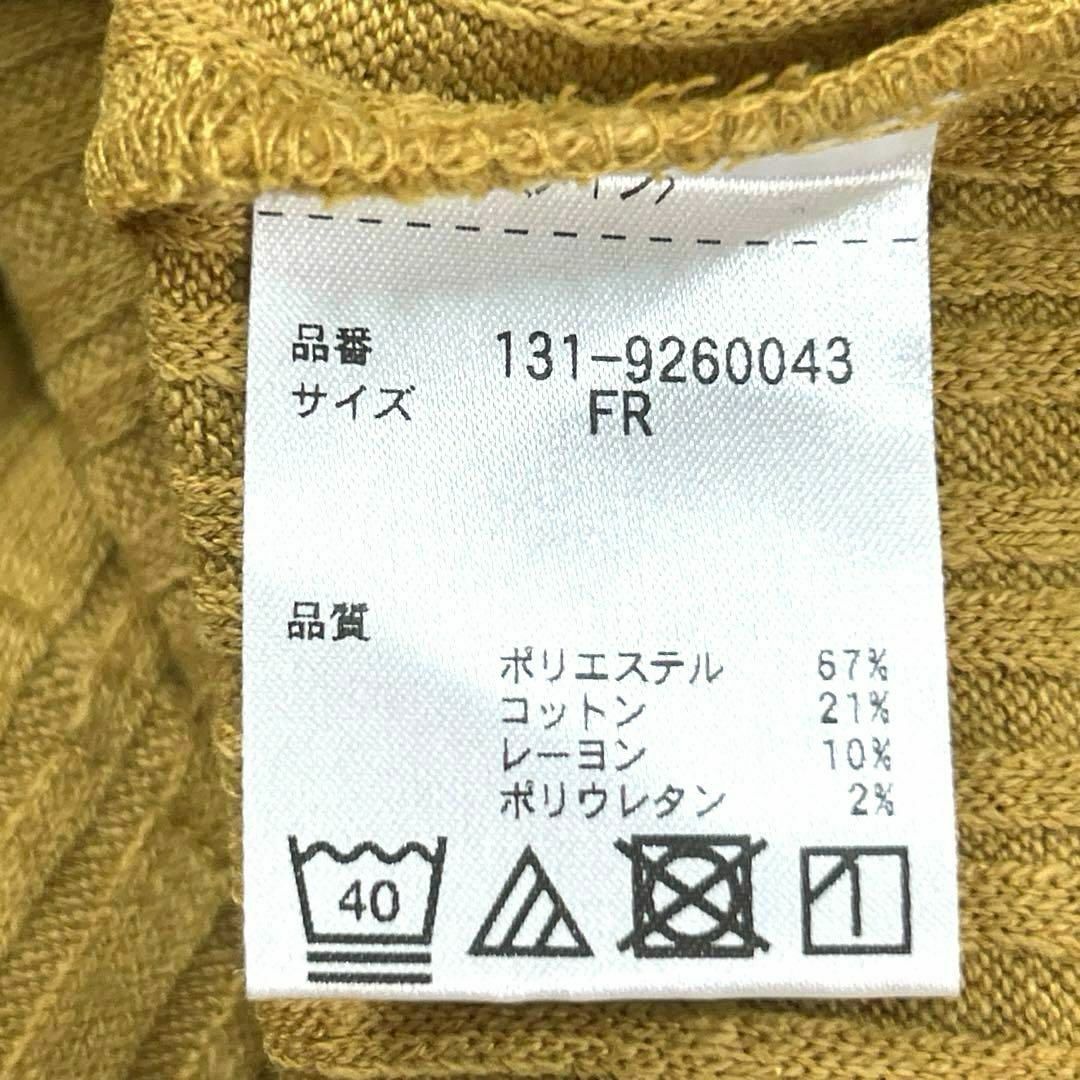 品番 131-9260043
サイズ FR
品質
ポリエステル 67%
コットン 21%
レーヨン 10%
ポリウレタン 2%
40